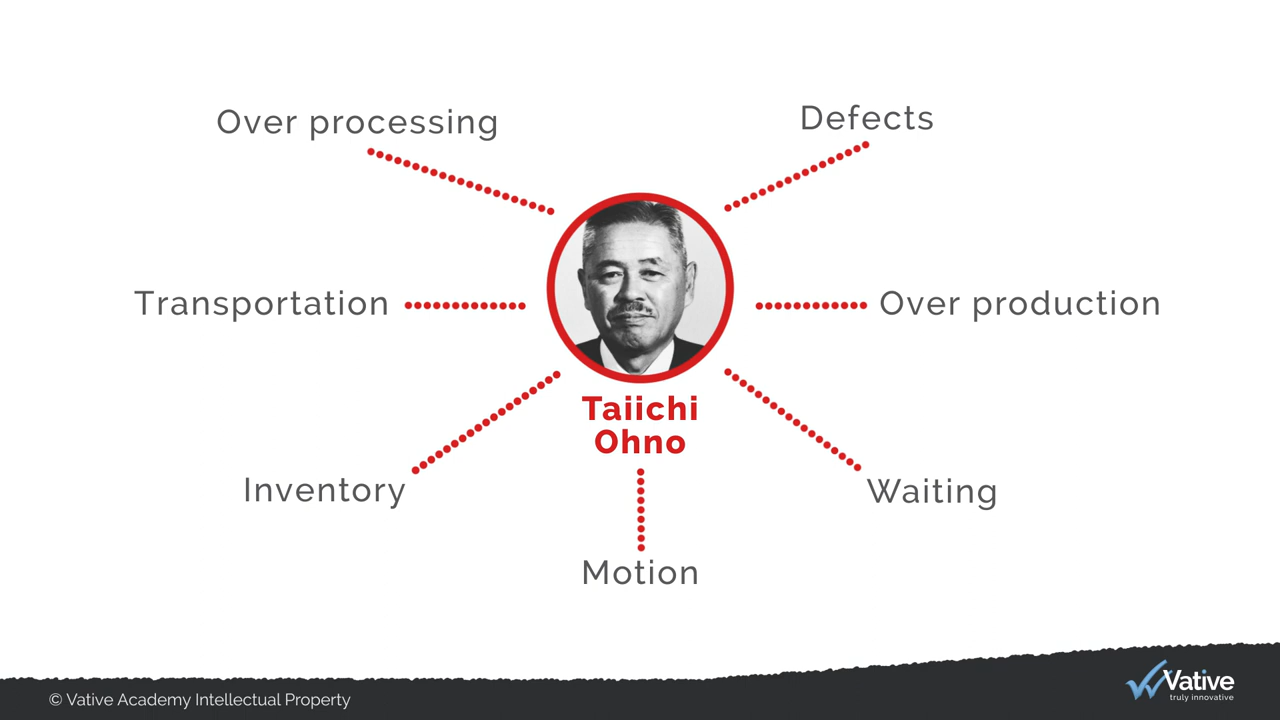 Over processing
Defects
Transportation
Over production
Taiichi
Ohno
Inventory
Waiting
Motion
© Vative Academy Intellectual Property
Vative
truly innovative